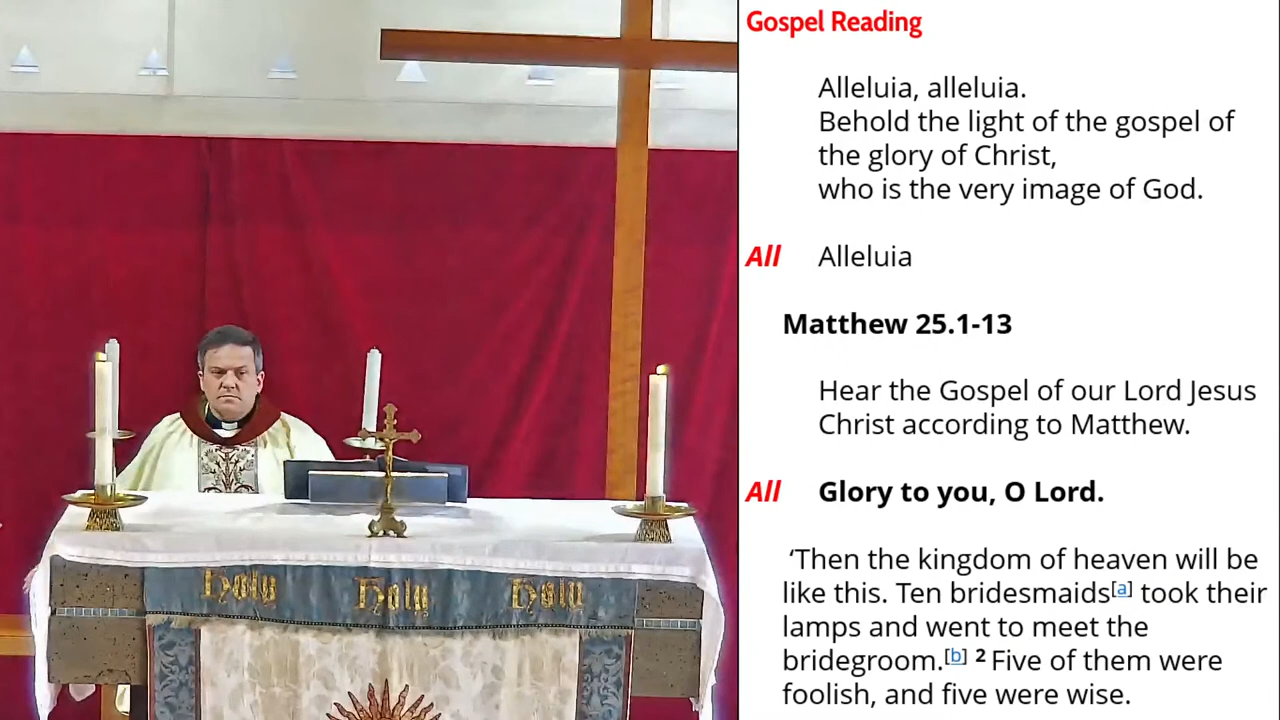 Gospel Reading
Alleluia, alleluia.
Behold the light of the gospel of
the glory of Christ,
who is the very image of God.
All Alleluia
Matthew 25.1-13
Hear the Gospel of our Lord Jesus
Christ according to Matthew.
All Glory to you, O Lord.
‘Then the kingdom of heaven will be
like this. Ten bridesmaids[a] took their
lamps and went to meet the
bridegroom.[b] 2 Five of them were
foolish, and five were wise.
Holy Holy Holy